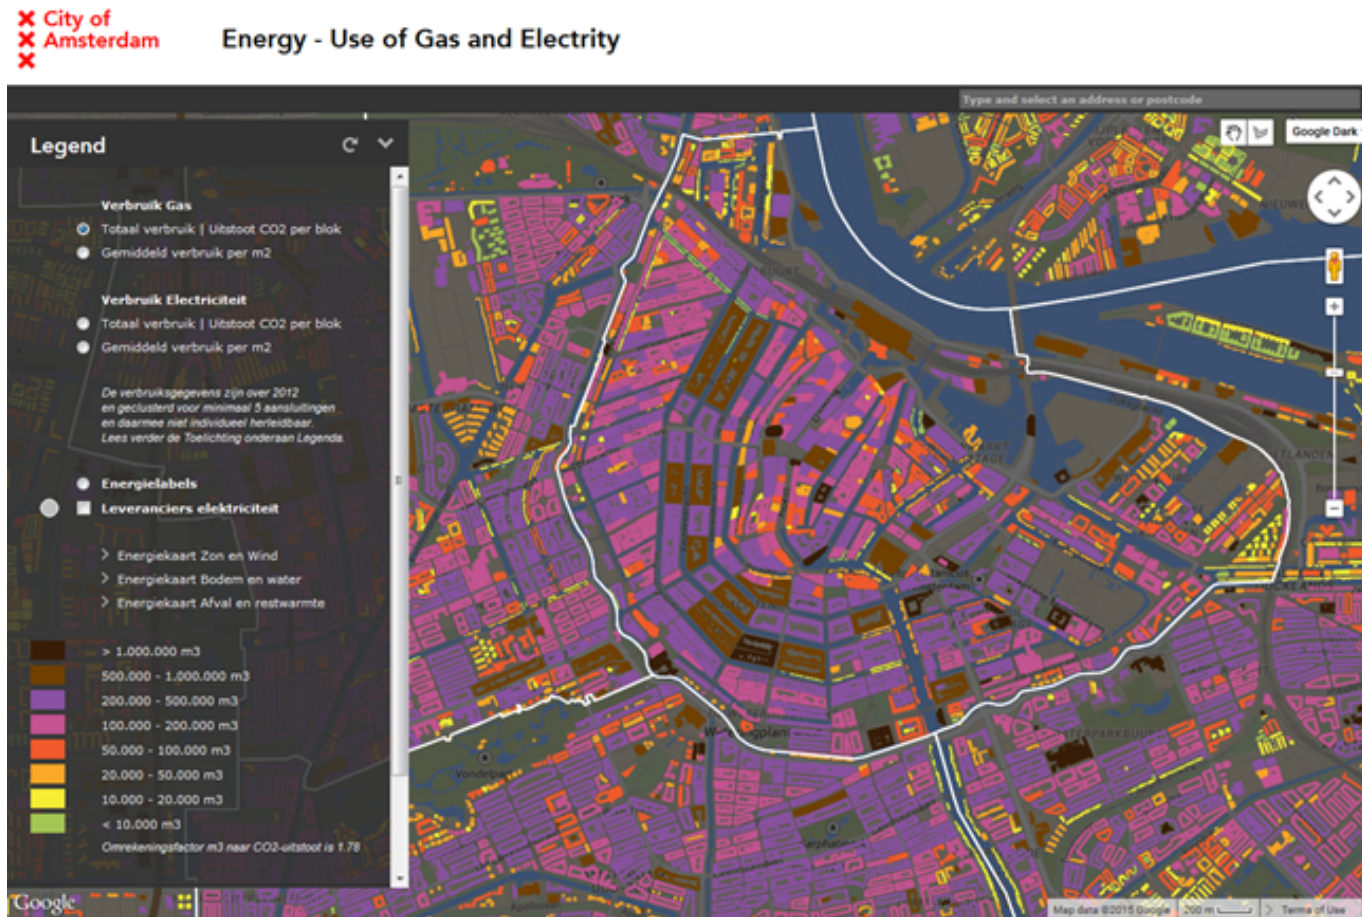 City of
Amsterdam
Energy - Use of Gas and Electrity
Type and select an address or postcode
Legend
Google Dark
Verbruik Gas
Totaal verbruik | Uitstoot CO2 per blok
Gemiddeld verbruik per m2
Verbruik Electriciteit
Totaal verbruik | Uitstoot CO2 per blok
Gemiddeld verbruik per m2
De verbruiksgegevens zijn over 2012
en geclusterd voor minimaal 5 aansluitingen
en daarmee niet individueel herleidbaar.
Lees verder de Toelichting onderaan Legenda.
Energielabels
Leveranciers elektriciteit
Energiekaart Zon en Wind
Energiekaart Bodem en water
Energiekaart Afval en restwarmte
> 1.000.000 m3
500.000 - 1.000.000 m3
200.000 - 500.000 m3
100.000 - 200.000 m3
50.000 - 100.000 m3
20.000 - 50.000 m3
10.000 - 20.000 m3
< 10.000 m3
Omrekeningsfactor m3 naar CO2-uitstoot is 1.78
Vondelpark
Google
Map data ©2015 Google
200 m
Terms of Use